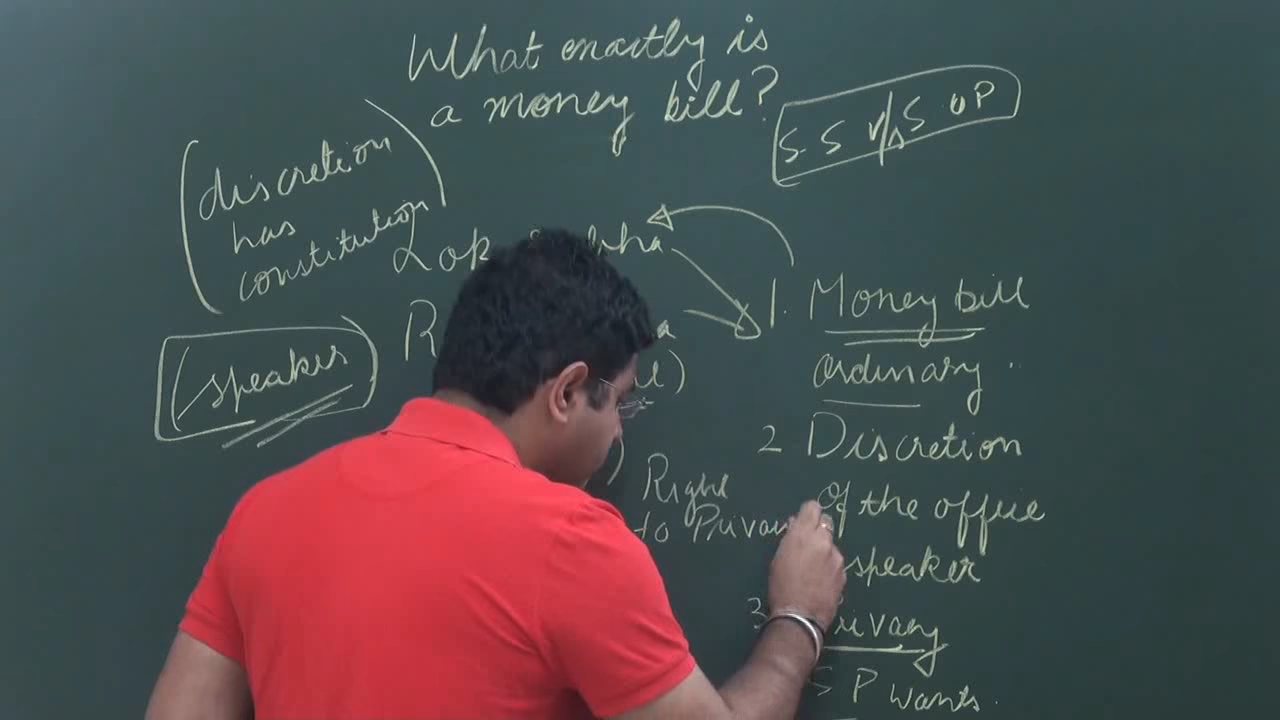 What exactly is
a money bill?
S.S v/s S.O P
(discretion
has
constitution)
(speaker
Lok
1. Money bill
ordinary
2 Discretion
Of the office
speaker
Right
to
3
S P wants.